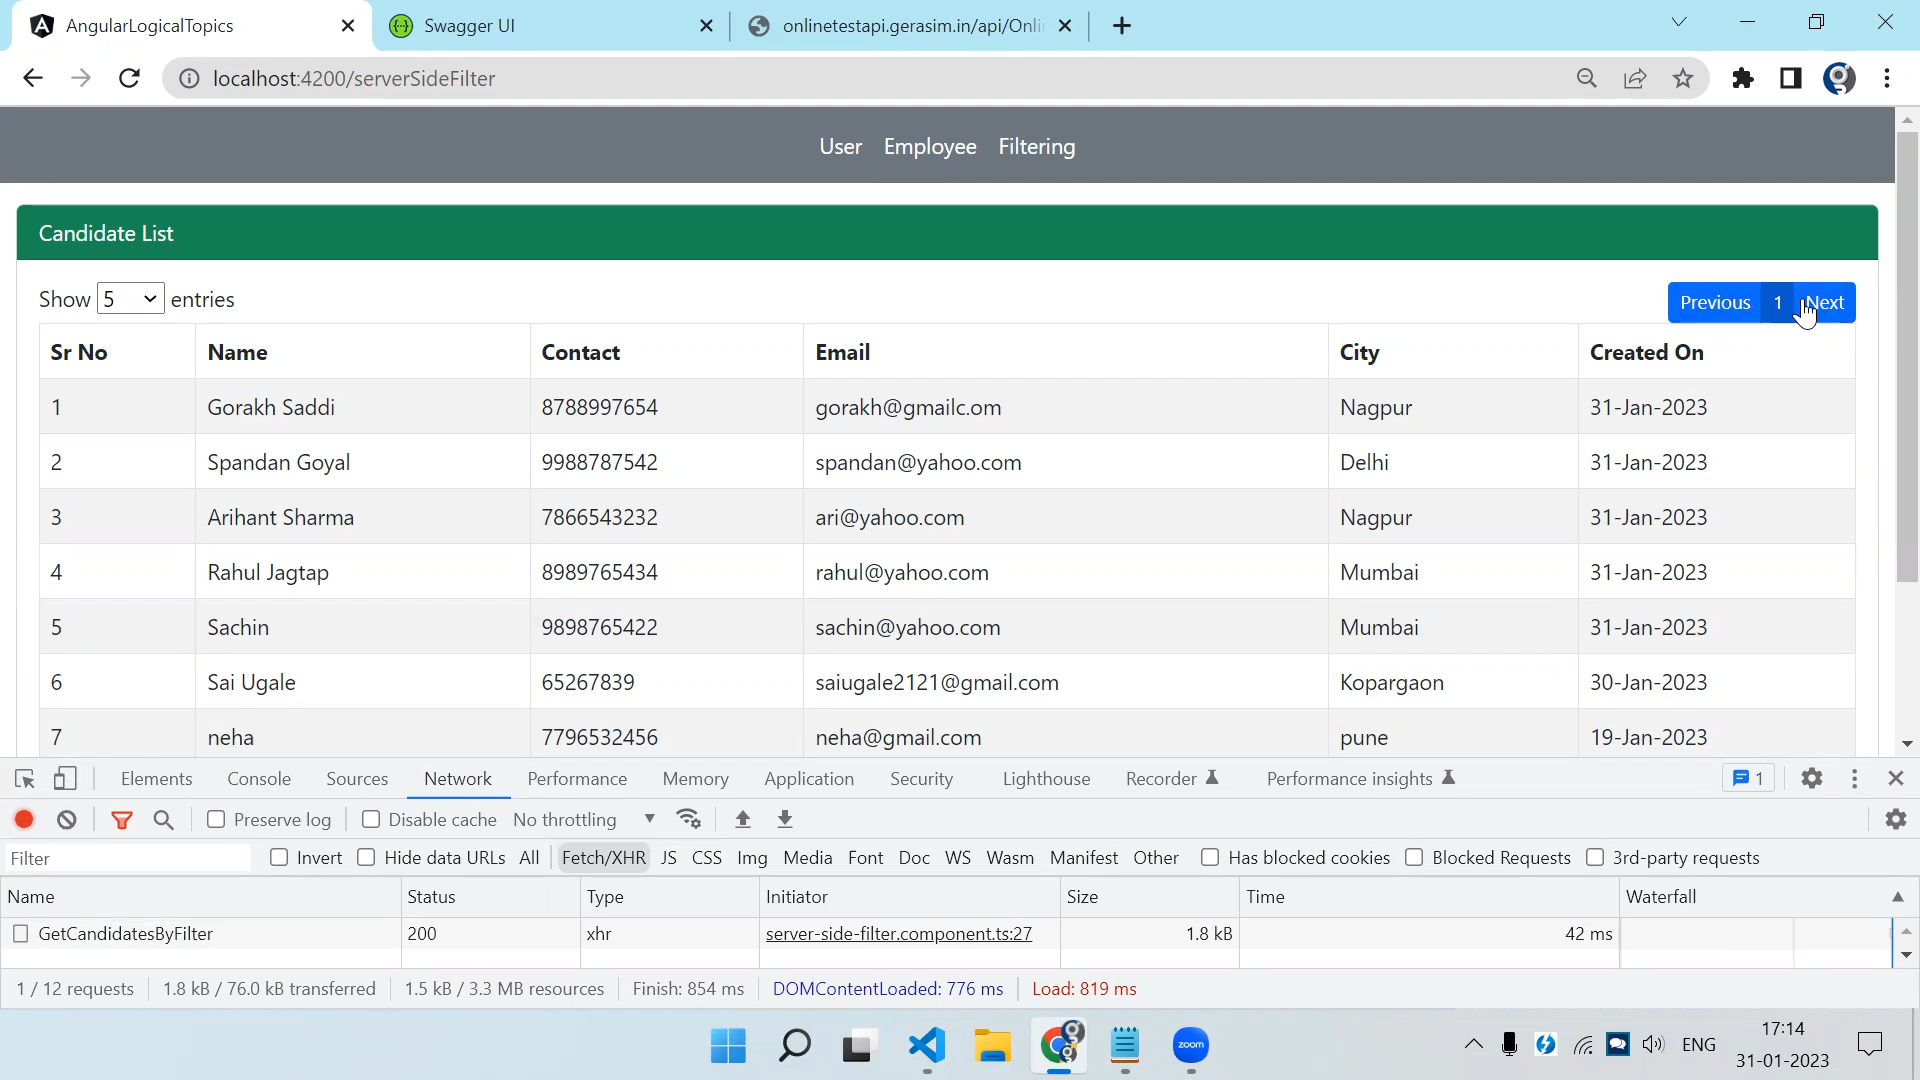 AngularLogicalTopics
Swagger UI
onlinetestapi.gerasim.in/api/Onli
localhost:4200/serverSideFilter
User Employee Filtering
Candidate List
Show 5 entries
Previous 1 Next
Sr No Name Contact Email City Created On
1 Gorakh Saddi 8788997654 gorakh@gmailc.om Nagpur 31-Jan-2023
2 Spandan Goyal 9988787542 spandan@yahoo.com Delhi 31-Jan-2023
3 Arihant Sharma 7866543232 ari@yahoo.com Nagpur 31-Jan-2023
4 Rahul Jagtap 8989765434 rahul@yahoo.com Mumbai 31-Jan-2023
5 Sachin 9898765422 sachin@yahoo.com Mumbai 31-Jan-2023
6 Sai Ugale 65267839 saiugale2121@gmail.com Kopargaon 30-Jan-2023
7 neha 7796532456 neha@gmail.com pune 19-Jan-2023
Elements Console Sources Network Performance Memory Application Security Lighthouse Recorder Performance insights 1
Preserve log Disable cache No throttling
Filter Invert Hide data URLs All Fetch/XHR JS CSS Img Media Font Doc WS Wasm Manifest Other Has blocked cookies Blocked Requests 3rd-party requests
Name Status Type Initiator Size Time Waterfall
GetCandidatesByFilter 200 xhr server-side-filter.component.ts:27 1.8 kB 42 ms
1 / 12 requests 1.8 kB / 76.0 kB transferred 1.5 kB / 3.3 MB resources Finish: 854 ms DOMContentLoaded: 776 ms Load: 819 ms
zoom
ENG
17:14
31-01-2023